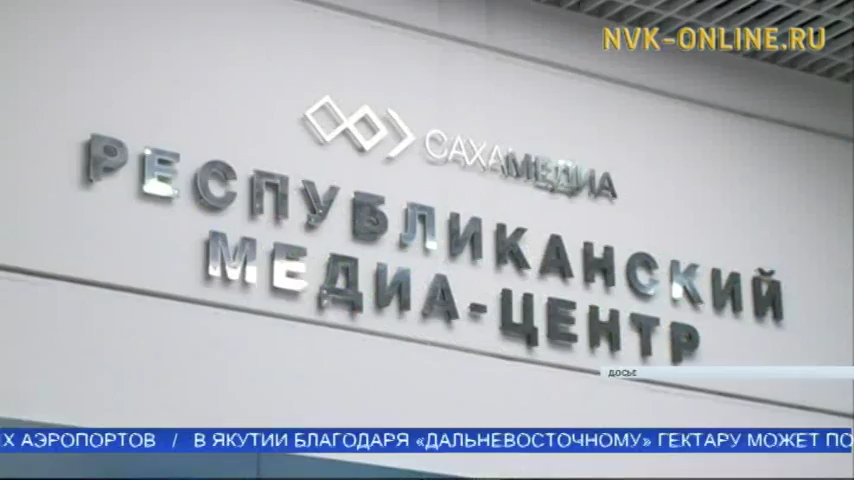 NVK-ONLINE.RU
САХАМЕДИА
РЕСПУБЛИКАНСКИЙ
МЕДИА-ЦЕНТР
ДОСЬЕ
Х АЭРОПОРТОВ / В ЯКУТИИ БЛАГОДАРЯ «ДАЛЬНЕВОСТОЧНОМУ» ГЕКТАРУ МОЖЕТ ПО